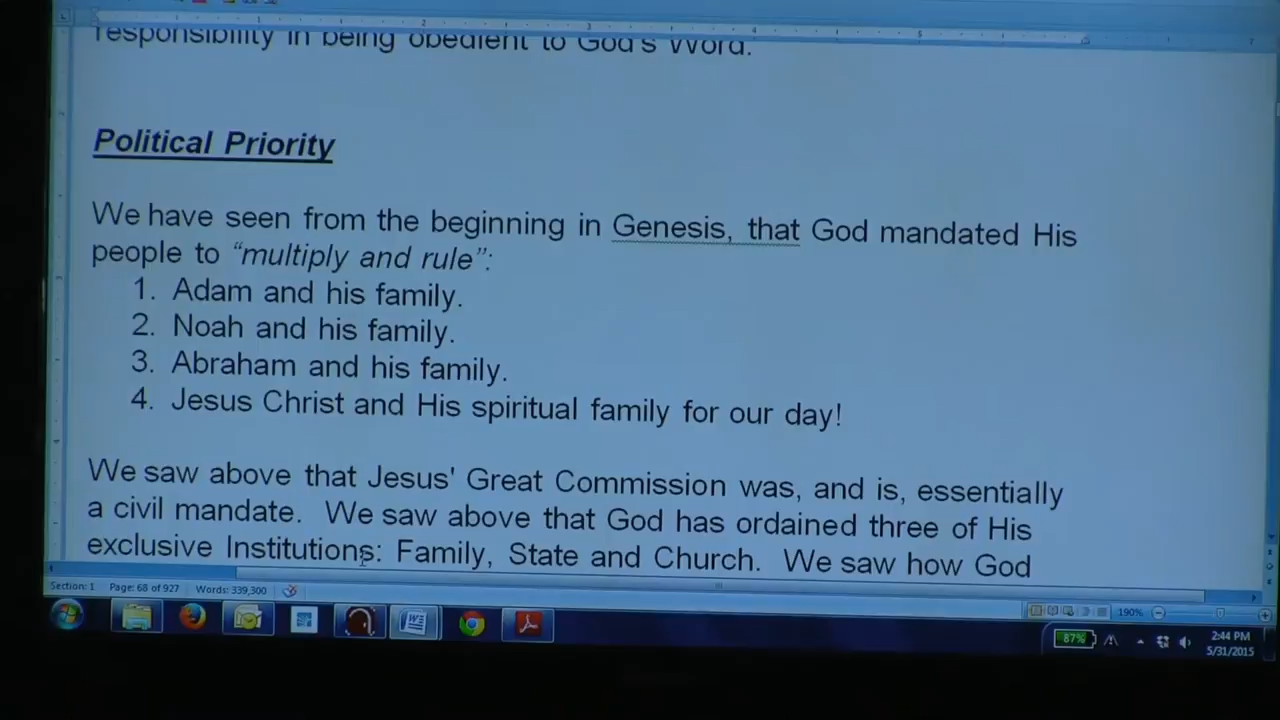 responsibility in being obedient to God's Word.
Political Priority
We have seen from the beginning in Genesis, that God mandated His
people to “multiply and rule”:
1. Adam and his family.
2. Noah and his family.
3. Abraham and his family.
4. Jesus Christ and His spiritual family for our day!
We saw above that Jesus' Great Commission was, and is, essentially
a civil mandate. We saw above that God has ordained three of His
exclusive Institutions: Family, State and Church. We saw how God
Section: 1 Page: 68 of 927 Words: 339,300 190%
87% 2:44 PM
5/31/2015